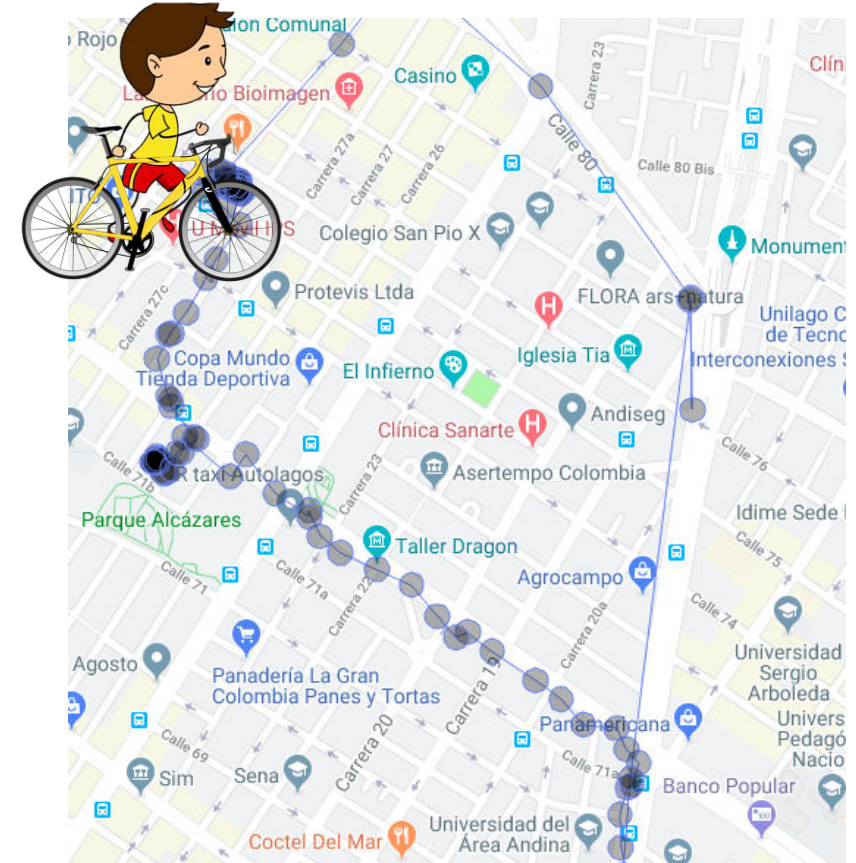 Rojo
Comunal
Carrera 23
Casino
Clíni
Bioimagen
Carrera 27a
Carrera 27
Carrera 26
Calle 80
Calle 80 Bis
Colegio San Pio X
Monument
Protevis Ltda
FLORA ars-natura
Carrera 27c
Unilago C
de Tecno
Interconexiones S
Iglesia Tia
Copa Mundo
Tienda Deportiva
El Infierno
Andiseg
Clínica Sanarte
Calle 76
Calle 71b
R taxi Autolagos
Carrera 23
Asertempo Colombia
Parque Alcázares
Idime Sede
Taller Dragon
Calle 75
Calle 71
Calle 71a
Carrera 22
Agrocampo
Carrera 20a
Calle 74
Agosto
Panadería La Gran
Colombia Panes y Tortas
Universidad
Sergio
Arboleda
Carrera 19
Panamericana
Univers
Pedagó
Nacio
Carrera 20
Calle 69
Calle 71a
Sim
Sena
Banco Popular
Coctel Del Mar
Universidad del
Área Andina